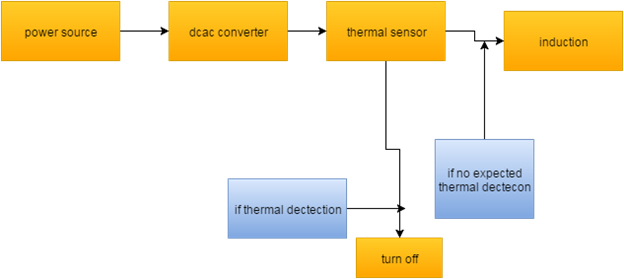 power source
dcac converter
thermal sensor
induction
if no expected
thermal dectecon
if thermal dectection
turn off